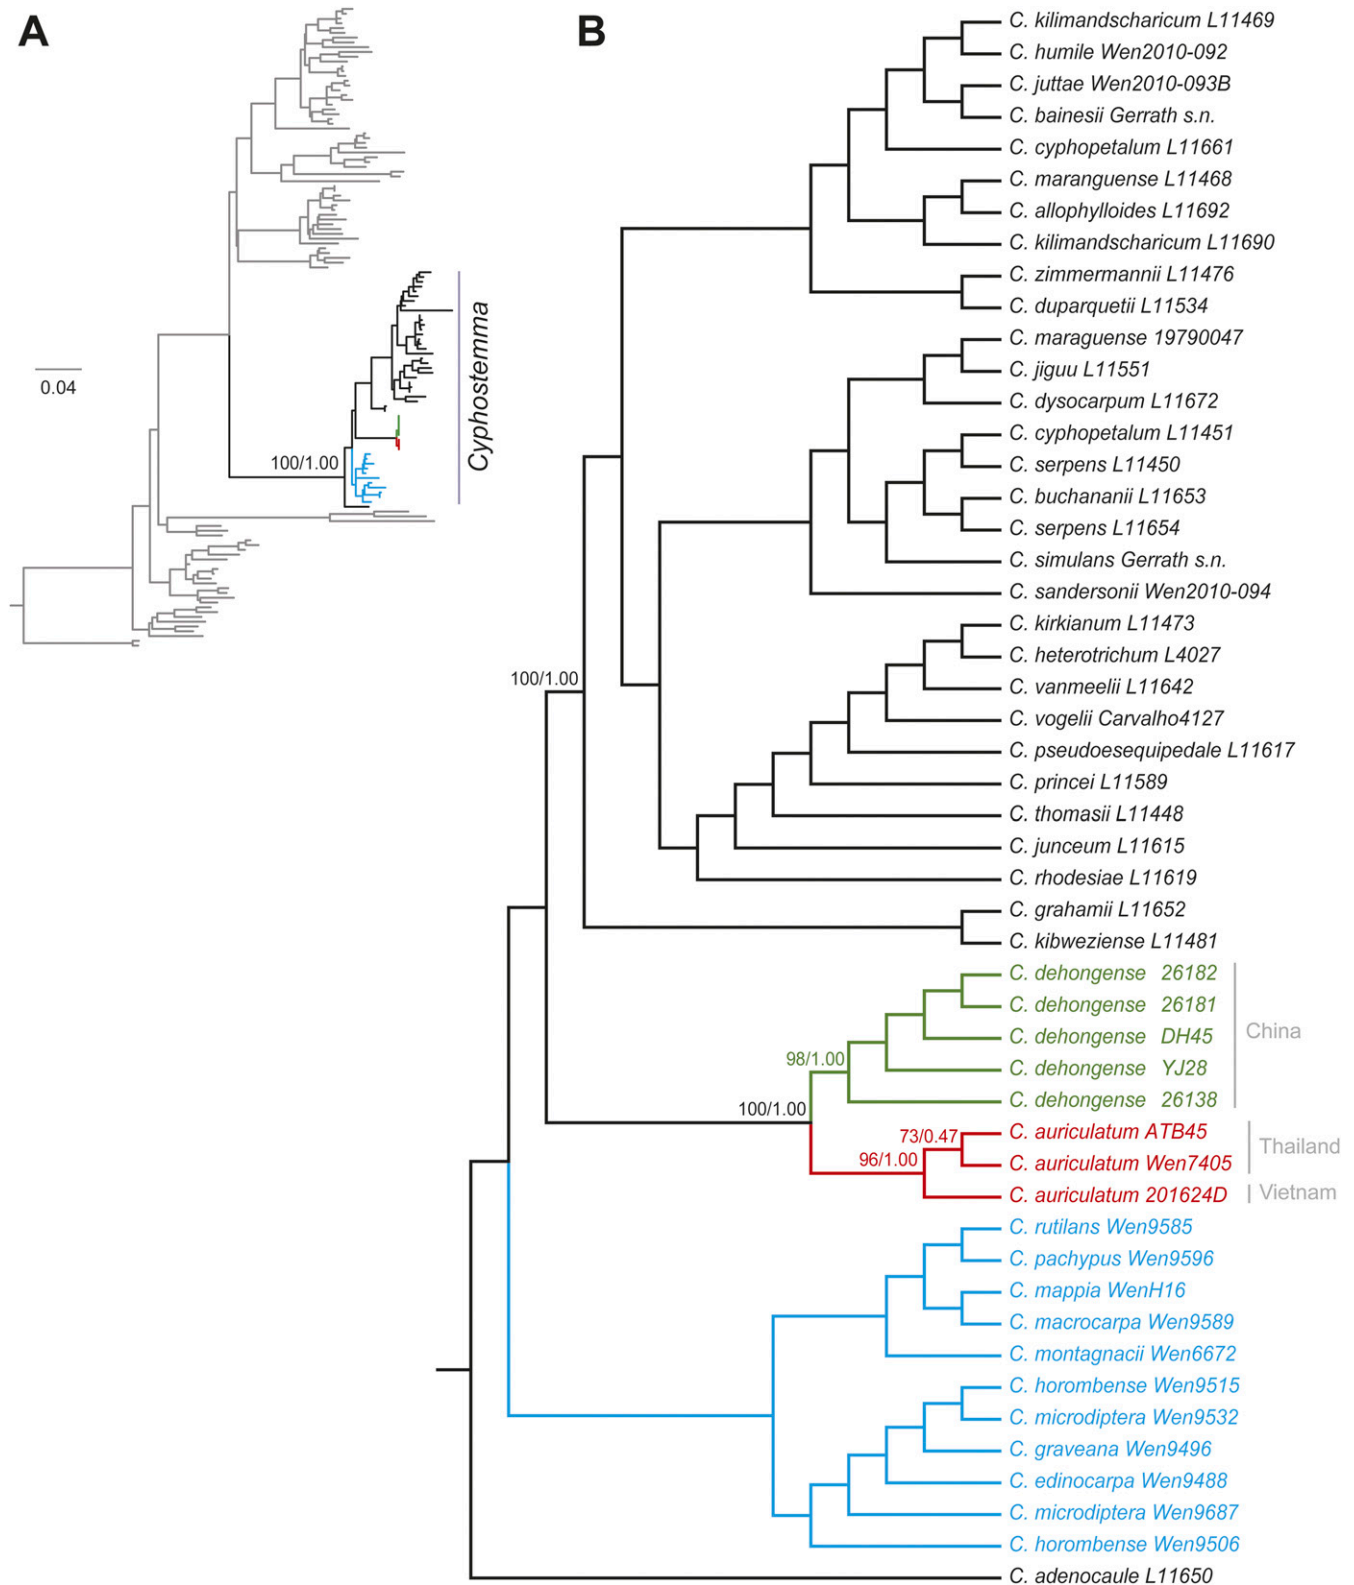 A
B
0.04
100/1.00
Cyphostemma
C. kilimandscharicum L11469
C. humile Wen2010-092
C. juttae Wen2010-093B
C. bainesii Gerrath s.n.
C. cyphopetalum L11661
C. maranguense L11468
C. allophylloides L11692
C. kilimandscharicum L11690
C. zimmermannii L11476
C. duparquetii L11534
C. maraguense 19790047
C. jiguu L11551
C. dysocarpum L11672
C. cyphopetalum L11451
C. serpens L11450
C. buchananii L11653
C. serpens L11654
C. simulans Gerrath s.n.
C. sandersonii Wen2010-094
C. kirkianum L11473
C. heterotrichum L4027
100/1.00
C. vanmeelii L11642
C. vogelii Carvalho4127
C. pseudoesequipedale L11617
C. princei L11589
C. thomasii L11448
C. junceum L11615
C. rhodesiae L11619
C. grahamii L11652
C. kibweziense L11481
C. dehongense 26182
C. dehongense 26181
C. dehongense DH45
China
98/1.00
C. dehongense YJ28
C. dehongense 26138
100/1.00
73/0.47
C. auriculatum ATB45
Thailand
96/1.00
C. auriculatum Wen7405
C. auriculatum 201624D
Vietnam
C. rutilans Wen9585
C. pachypus Wen9596
C. mappia WenH16
C. macrocarpa Wen9589
C. montagnacii Wen6672
C. horombense Wen9515
C. microdiptera Wen9532
C. graveana Wen9496
C. edinocarpa Wen9488
C. microdiptera Wen9687
C. horombense Wen9506
C. adenocaule L11650